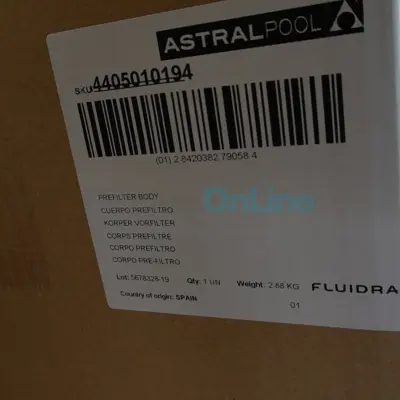 ASTRALPOOL
SKU 4405010194
(01) 2 8420382 79058 4
PREFILTER BODY
CUERPO PREFILTRO
KORPER VORFILTER
CORPS PREFILTRE
CORPO PREFILTRO
CORPO PRE-FILTRO
OnLine
Lot: 5678328-19 Qty: 1 UN Weight: 2.68 KG
FLUIDRA
Country of origin: SPAIN
01